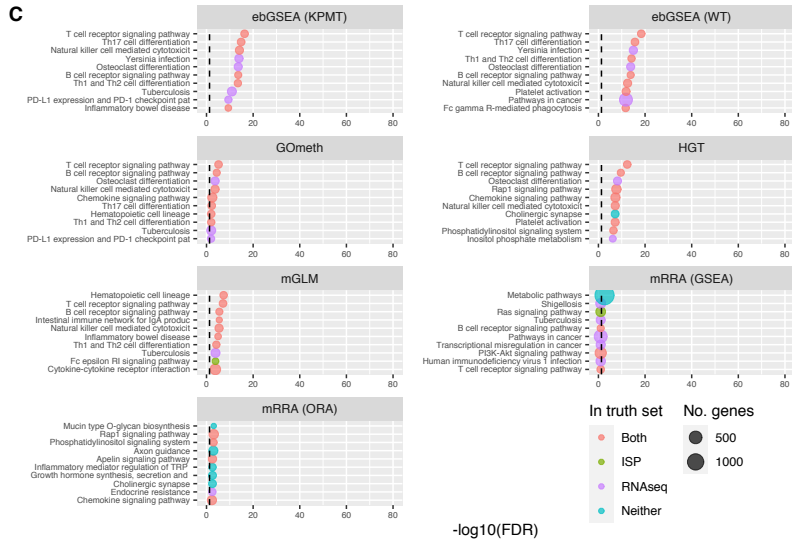 C
ebGSEA (KPMT)
T cell receptor signaling pathway
Th17 cell differentiation
Natural killer cell mediated cytotoxicit
Yersinia infection
Osteoclast differentiation
B cell receptor signaling pathway
Th1 and Th2 cell differentiation
Tuberculosis
PD-L1 expression and PD-1 checkpoint pat
Inflammatory bowel disease
0 20 40 60 80
ebGSEA (WT)
T cell receptor signaling pathway
Th17 cell differentiation
Yersinia infection
Th1 and Th2 cell differentiation
Osteoclast differentiation
B cell receptor signaling pathway
Natural killer cell mediated cytotoxicit
Platelet activation
Pathways in cancer
Fc gamma R-mediated phagocytosis
0 20 40 60 80
GOmeth
T cell receptor signaling pathway
B cell receptor signaling pathway
Osteoclast differentiation
Natural killer cell mediated cytotoxicit
Chemokine signaling pathway
Th17 cell differentiation
Hematopoietic cell lineage
Th1 and Th2 cell differentiation
Tuberculosis
PD-L1 expression and PD-1 checkpoint pat
0 20 40 60 80
HGT
T cell receptor signaling pathway
B cell receptor signaling pathway
Osteoclast differentiation
Rap1 signaling pathway
Chemokine signaling pathway
Natural killer cell mediated cytotoxicit
Cholinergic synapse
Platelet activation
Phosphatidylinositol signaling system
Inositol phosphate metabolism
0 20 40 60 80
mGLM
Hematopoietic cell lineage
T cell receptor signaling pathway
B cell receptor signaling pathway
Intestinal immune network for IgA produc
Natural killer cell mediated cytotoxicit
Inflammatory bowel disease
Th1 and Th2 cell differentiation
Tuberculosis
Fc epsilon RI signaling pathway
Cytokine-cytokine receptor interaction
0 20 40 60 80
mRRA (GSEA)
Metabolic pathways
Shigellosis
Ras signaling pathway
Tuberculosis
B cell receptor signaling pathway
Pathways in cancer
Transcriptional misregulation in cancer
PI3K-Akt signaling pathway
Human immunodeficiency virus 1 infection
T cell receptor signaling pathway
0 20 40 60 80
mRRA (ORA)
Mucin type O-glycan biosynthesis
Rap1 signaling pathway
Phosphatidylinositol signaling system
Axon guidance
Apelin signaling pathway
Inflammatory mediator regulation of TRP
Growth hormone synthesis, secretion and
Cholinergic synapse
Endocrine resistance
Chemokine signaling pathway
0 20 40 60 80
In truth set
Both
ISP
RNAseq
Neither
No. genes
500
1000
-log10(FDR)